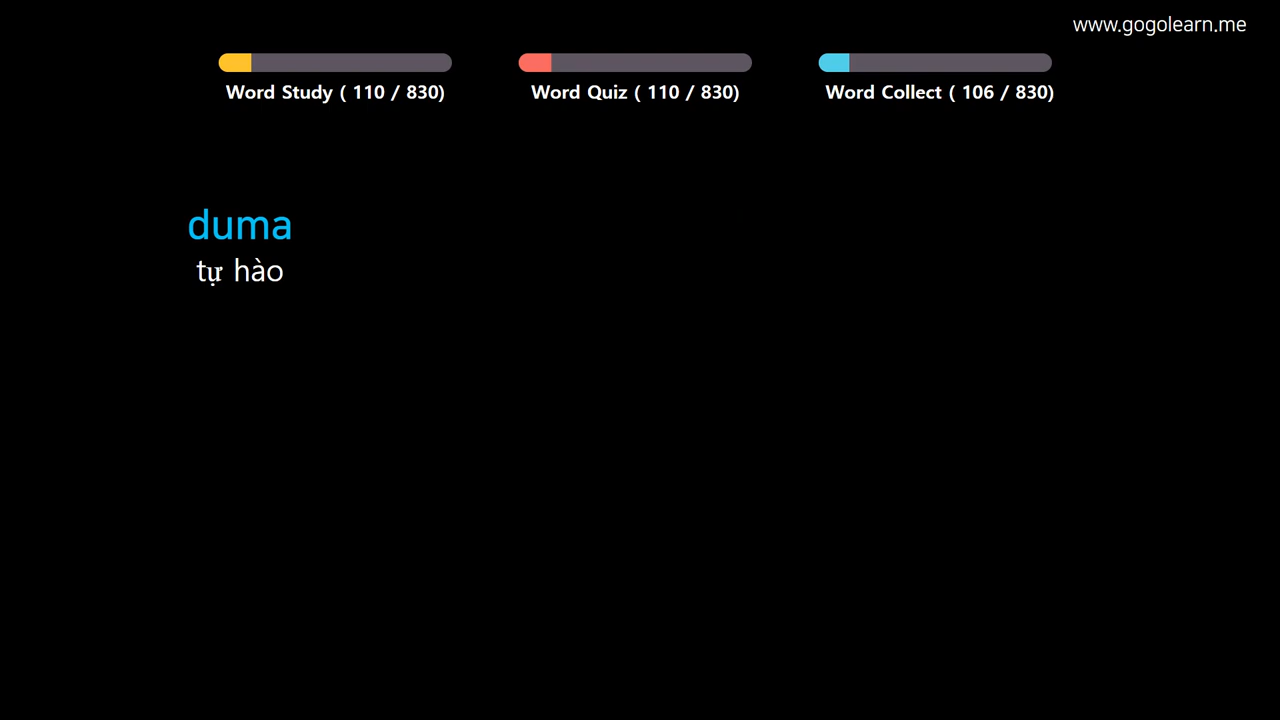 www.gogolearn.me
Word Study ( 110 / 830)
Word Quiz ( 110 / 830)
Word Collect ( 106 / 830)
duma
tự hào